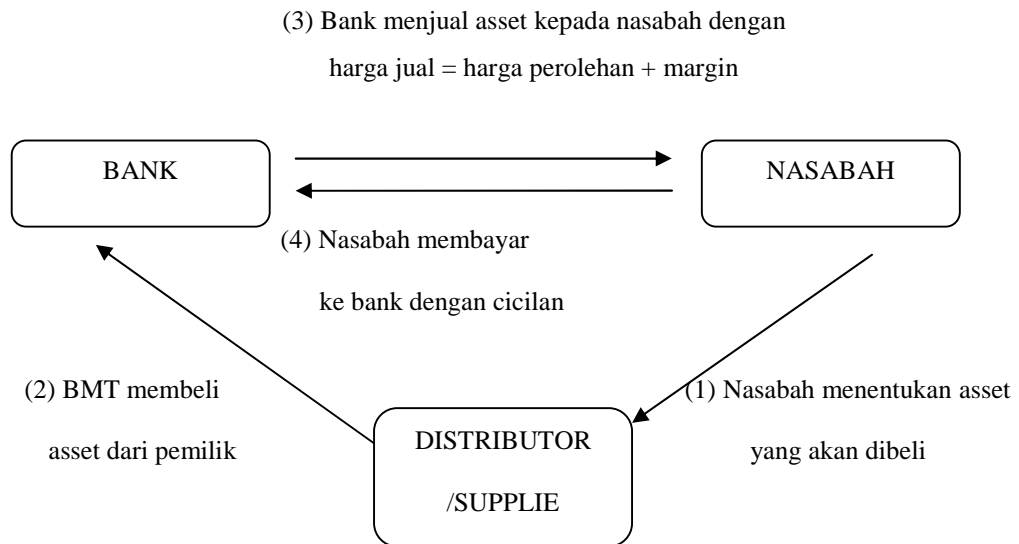 (3) Bank menjual asset kepada nasabah dengan
harga jual = harga perolehan + margin
BANK
NASABAH
(4) Nasabah membayar
ke bank dengan cicilan
(2) BMT membeli
asset dari pemilik
(1) Nasabah menentukan asset
yang akan dibeli
DISTRIBUTOR
/SUPPLIE